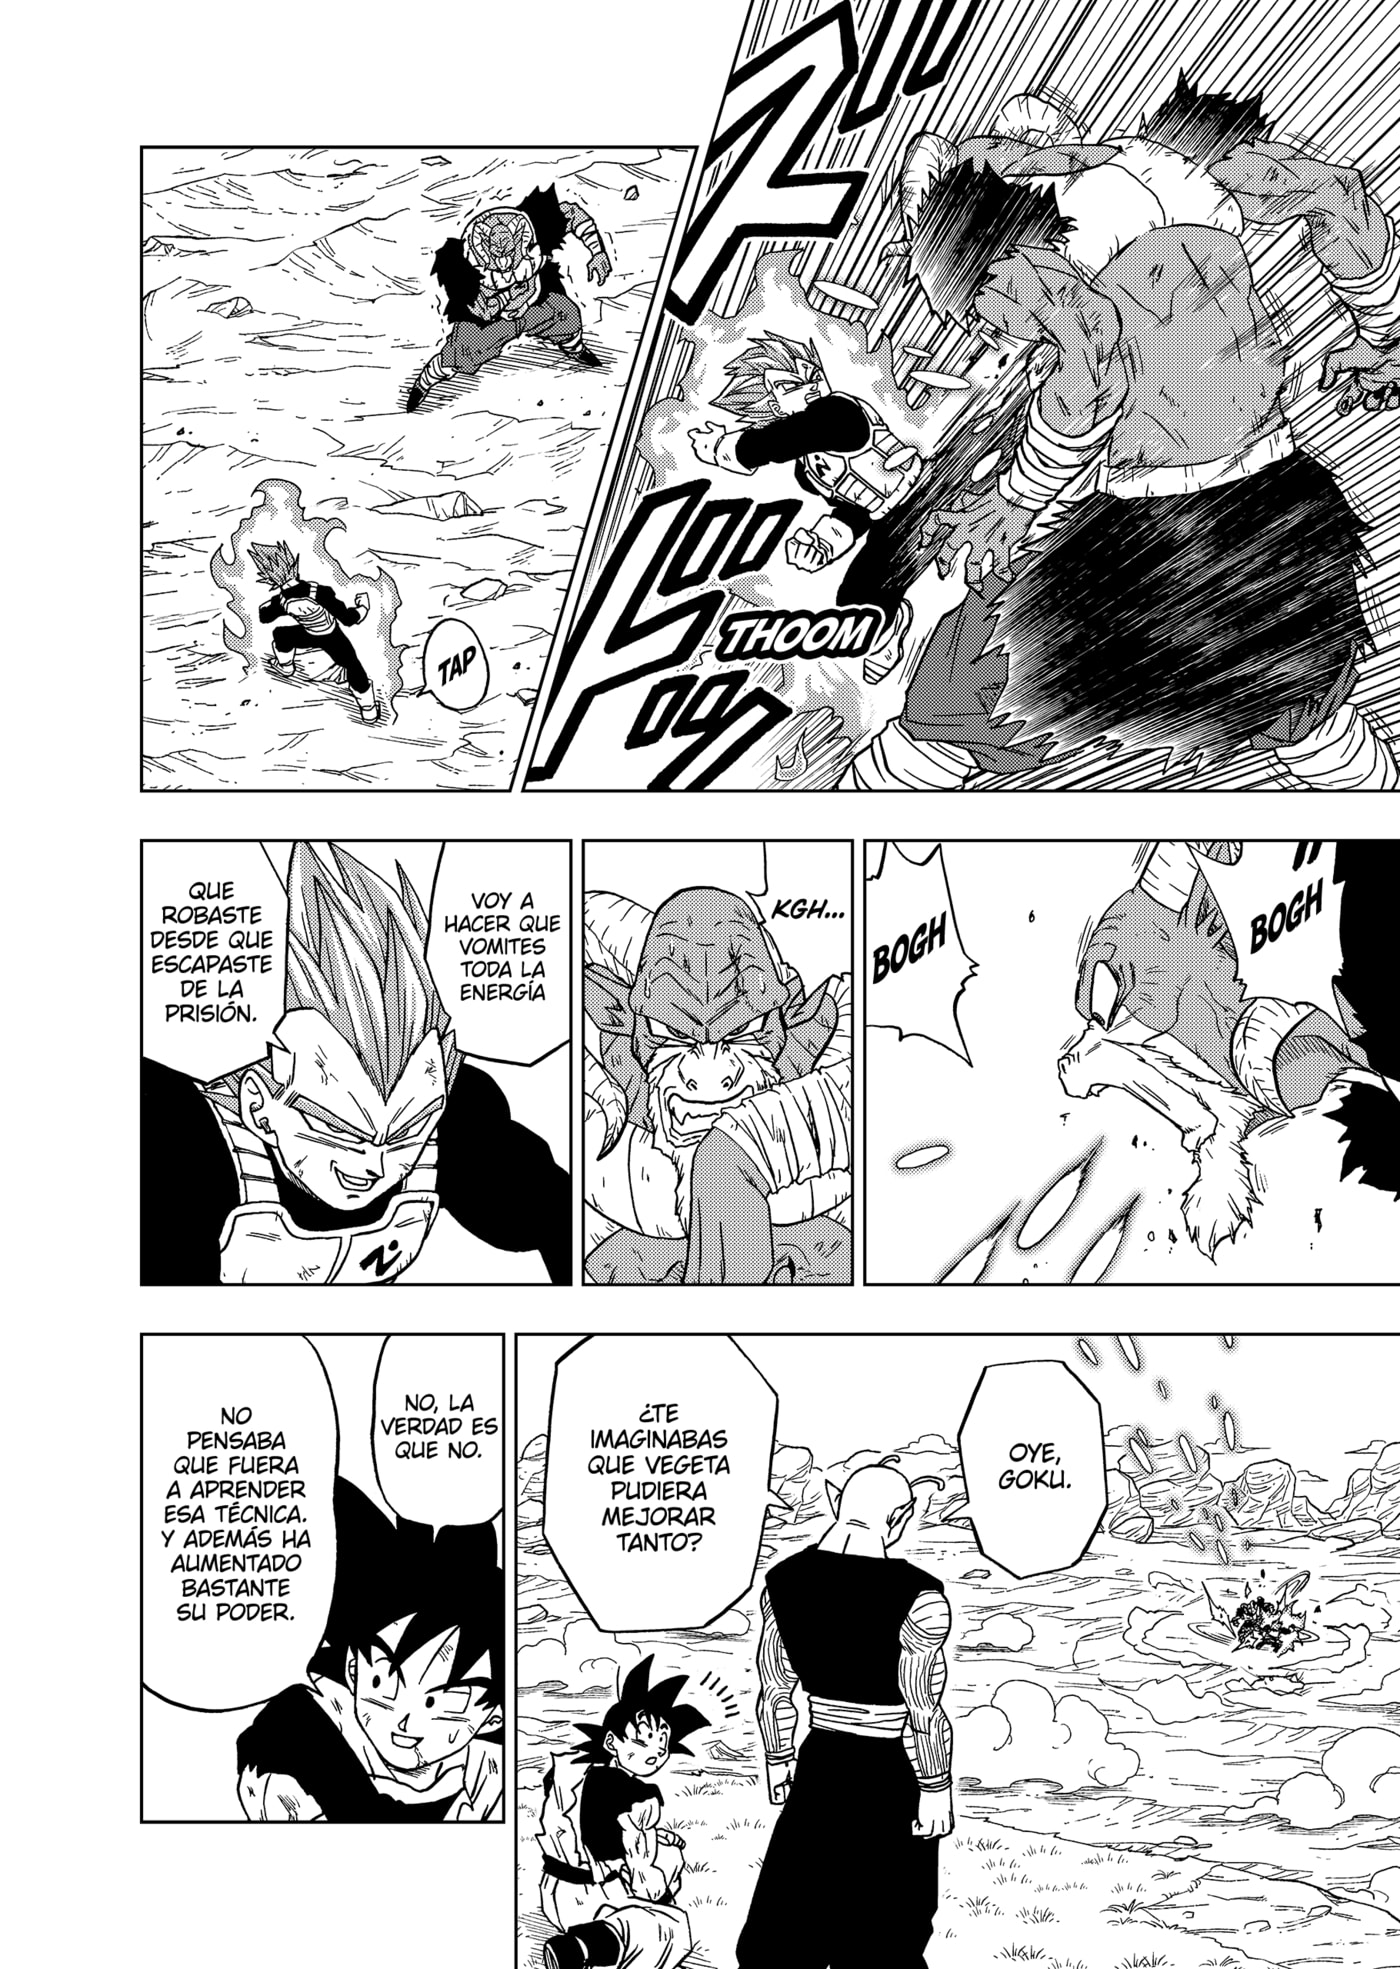 THOOM
TAP
BOGH
BOGH
KGH...
VOY A
HACER QUE
VOMITES
TODA LA
ENERGÍA
QUE
ROBASTE
DESDE QUE
ESCAPASTE
DE LA
PRISIÓN.
OYE,
GOKU.
¿TE
IMAGINABAS
QUE VEGETA
PUDIERA
MEJORAR
TANTO?
NO, LA
VERDAD ES
QUE NO.
NO
PENSABA
QUE FUERA
A APRENDER
ESA TÉCNICA.
Y ADEMÁS HA
AUMENTADO
BASTANTE
SU PODER.